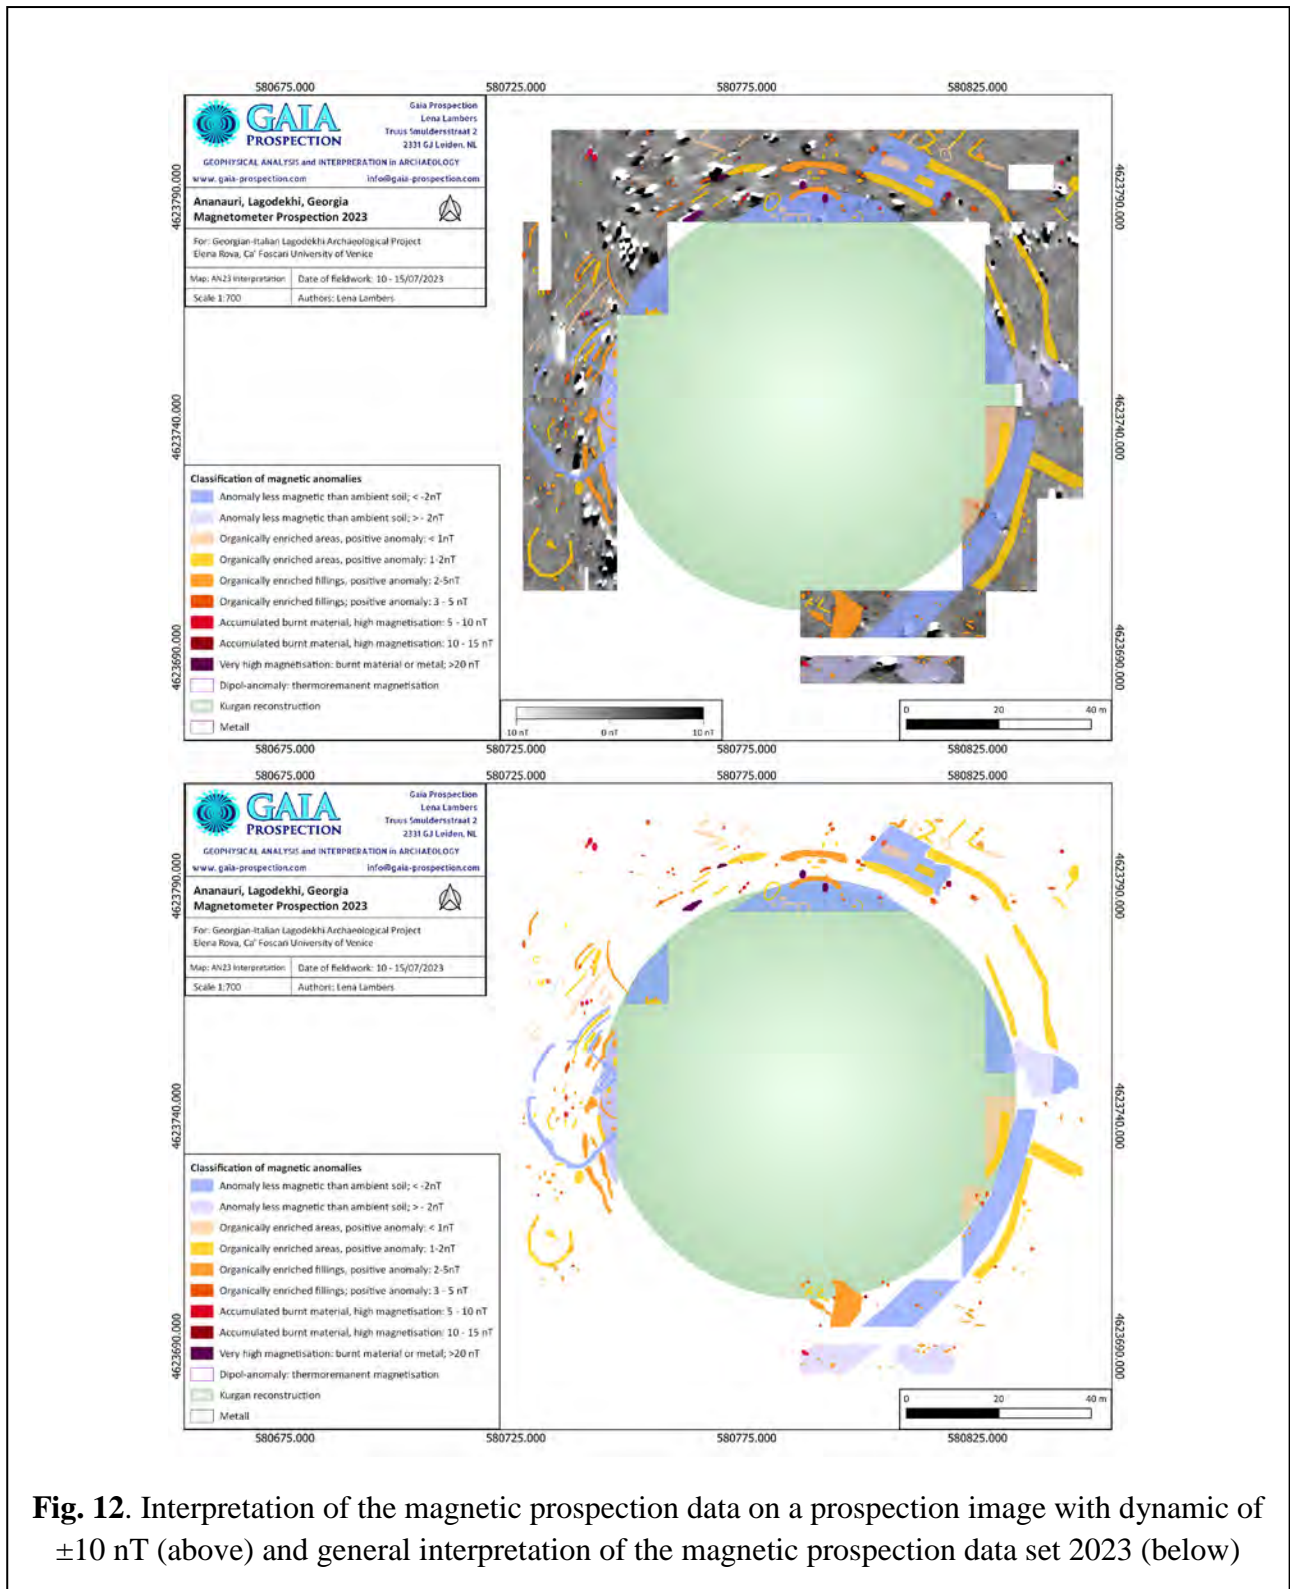 580675.000 580725.000 580775.000 580825.000
GAIA
PROSPECTION
Gaia Prospection
Lena Lambers
Truus Smuldersstraat 2
2331 GJ Leiden, NL
GEOPHYSICAL ANALYSIS and INTERPRERATION in ARCHAEOLOGY
www.gaia-prospection.com info@gaia-prospection.com
Ananauri, Lagodekhi, Georgia
Magnetometer Prospection 2023
For: Georgian-Italian Lagodekhi Archaeological Project
Elena Rova, Ca' Foscari University of Venice
Map: AN23 Interpretation Date of fieldwork: 10 - 15/07/2023
Scale 1:700 Authors: Lena Lambers
4623790.000 4623790.000
4623740.000 4623740.000
4623690.000 4623690.000
Classification of magnetic anomalies
Anomaly less magnetic than ambient soil; < -2nT
Anomaly less magnetic than ambient soil; > - 2nT
Organically enriched areas, positive anomaly: < 1nT
Organically enriched areas, positive anomaly: 1-2nT
Organically enriched fillings, positive anomaly: 2-5nT
Organically enriched fillings; positive anomaly: 3 - 5 nT
Accumulated burnt material, high magnetisation: 5 - 10 nT
Accumulated burnt material, high magnetisation: 10 - 15 nT
Very high magnetisation: burnt material or metal; >20 nT
Dipol-anomaly: thermoremanent magnetisation
Kurgan reconstruction
Metall
10 nT 0 nT 10 nT
0 20 40 m
580675.000 580725.000 580775.000 580825.000
580675.000 580725.000 580775.000 580825.000
GAIA
PROSPECTION
Gaia Prospection
Lena Lambers
Truus Smuldersstraat 2
2331 GJ Leiden, NL
GEOPHYSICAL ANALYSIS and INTERPRERATION in ARCHAEOLOGY
www.gaia-prospection.com info@gaia-prospection.com
Ananauri, Lagodekhi, Georgia
Magnetometer Prospection 2023
For: Georgian-Italian Lagodekhi Archaeological Project
Elena Rova, Ca' Foscari University of Venice
Map: AN23 Interpretation Date of fieldwork: 10 - 15/07/2023
Scale 1:700 Authors: Lena Lambers
4623790.000 4623790.000
4623740.000 4623740.000
4623690.000 4623690.000
Classification of magnetic anomalies
Anomaly less magnetic than ambient soil; < -2nT
Anomaly less magnetic than ambient soil; > - 2nT
Organically enriched areas, positive anomaly: < 1nT
Organically enriched areas, positive anomaly: 1-2nT
Organically enriched fillings, positive anomaly: 2-5nT
Organically enriched fillings; positive anomaly: 3 - 5 nT
Accumulated burnt material, high magnetisation: 5 - 10 nT
Accumulated burnt material, high magnetisation: 10 - 15 nT
Very high magnetisation: burnt material or metal; >20 nT
Dipol-anomaly: thermoremanent magnetisation
Kurgan reconstruction
Metall
0 20 40 m
580675.000 580725.000 580775.000 580825.000
Fig. 12. Interpretation of the magnetic prospection data on a prospection image with dynamic of
±10 nT (above) and general interpretation of the magnetic prospection data set 2023 (below)